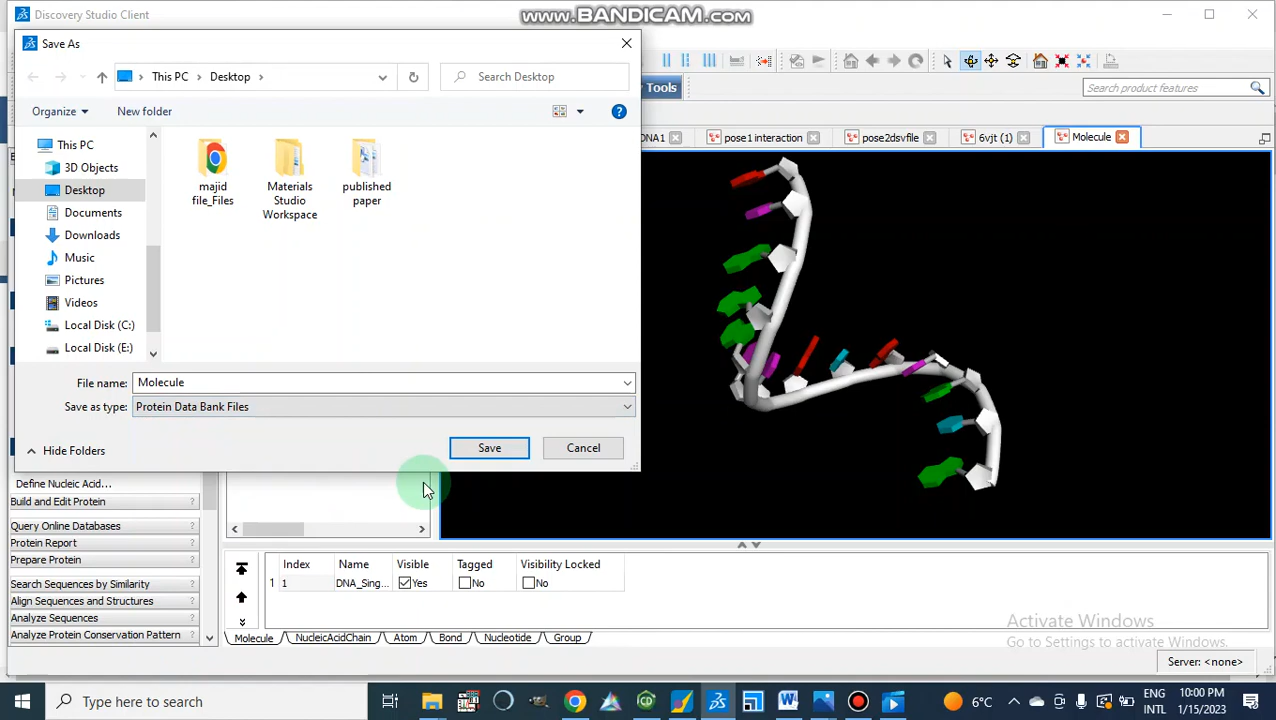 Discovery Studio Client
www.BANDICAM.com
Save As
This PC
Desktop
Search Desktop
Organize
New folder
This PC
3D Objects
Desktop
Documents
Downloads
Music
Pictures
Videos
Local Disk (C:)
Local Disk (E:)
majid
file_Files
Materials
Studio
Workspace
published
paper
File name:
Molecule
Save as type:
Protein Data Bank Files
Hide Folders
Save
Cancel
Tools
Search product features
DNA1
pose1 interaction
pose2dsvfile
6vjt (1)
Molecule
Define Nucleic Acid...
Build and Edit Protein
Query Online Databases
Protein Report
Prepare Protein
Search Sequences by Similarity
Align Sequences and Structures
Analyze Sequences
Analyze Protein Conservation Pattern
Index
Name
Visible
Tagged
Visibility Locked
1
1
DNA_Sing...
Yes
No
No
Molecule
NucleicAcidChain
Atom
Bond
Nucleotide
Group
Activate Windows
Go to Settings to activate Windows.
Server: <none>
Type here to search
6°C
ENG
INTL
10:00 PM
1/15/2023